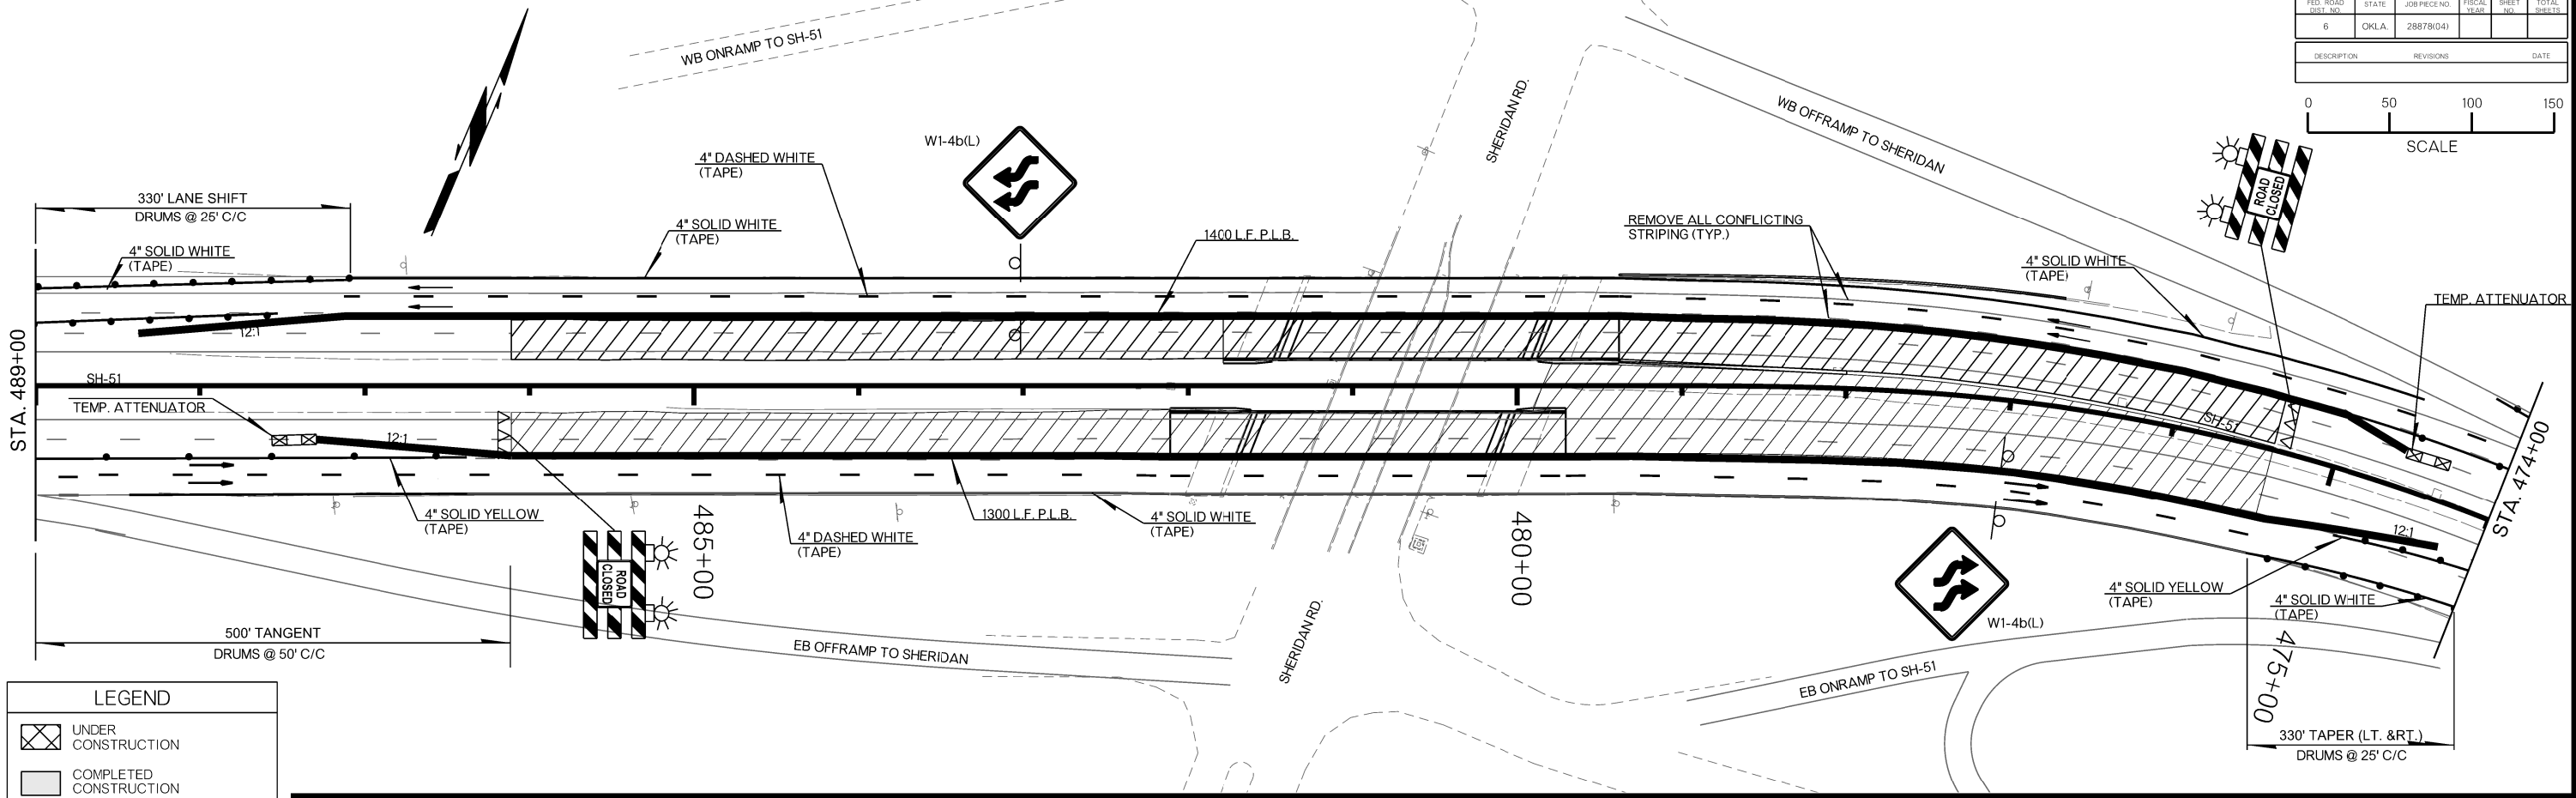 FED. ROAD DIST. NO.
STATE
JOB PIECE NO.
FISCAL YEAR
SHEET NO.
TOTAL SHEETS
6
OKLA.
28878(04)
DESCRIPTION
REVISIONS
DATE
0
50
100
150
SCALE
WB ONRAMP TO SH-51
SHERIDAN RD.
WB OFFRAMP TO SHERIDAN
W1-4b(L)
4" DASHED WHITE
(TAPE)
330' LANE SHIFT
DRUMS @ 25' C/C
4" SOLID WHITE
(TAPE)
4" SOLID WHITE
(TAPE)
1400 L.F. P.L.B.
REMOVE ALL CONFLICTING
STRIPING (TYP.)
4" SOLID WHITE
(TAPE)
ROAD
CLOSED
TEMP. ATTENUATOR
12:1
STA. 489+00
SH-51
TEMP. ATTENUATOR
12:1
SH-51
STA. 474+00
4" SOLID YELLOW
(TAPE)
485+00
4" DASHED WHITE
(TAPE)
1300 L.F. P.L.B.
4" SOLID WHITE
(TAPE)
480+00
12:1
ROAD
CLOSED
W1-4b(L)
4" SOLID YELLOW
(TAPE)
4" SOLID WHITE
(TAPE)
500' TANGENT
DRUMS @ 50' C/C
EB OFFRAMP TO SHERIDAN
SHERIDAN RD.
EB ONRAMP TO SH-51
475+00
330' TAPER (LT. &RT.)
DRUMS @ 25' C/C
LEGEND
UNDER
CONSTRUCTION
COMPLETED
CONSTRUCTION